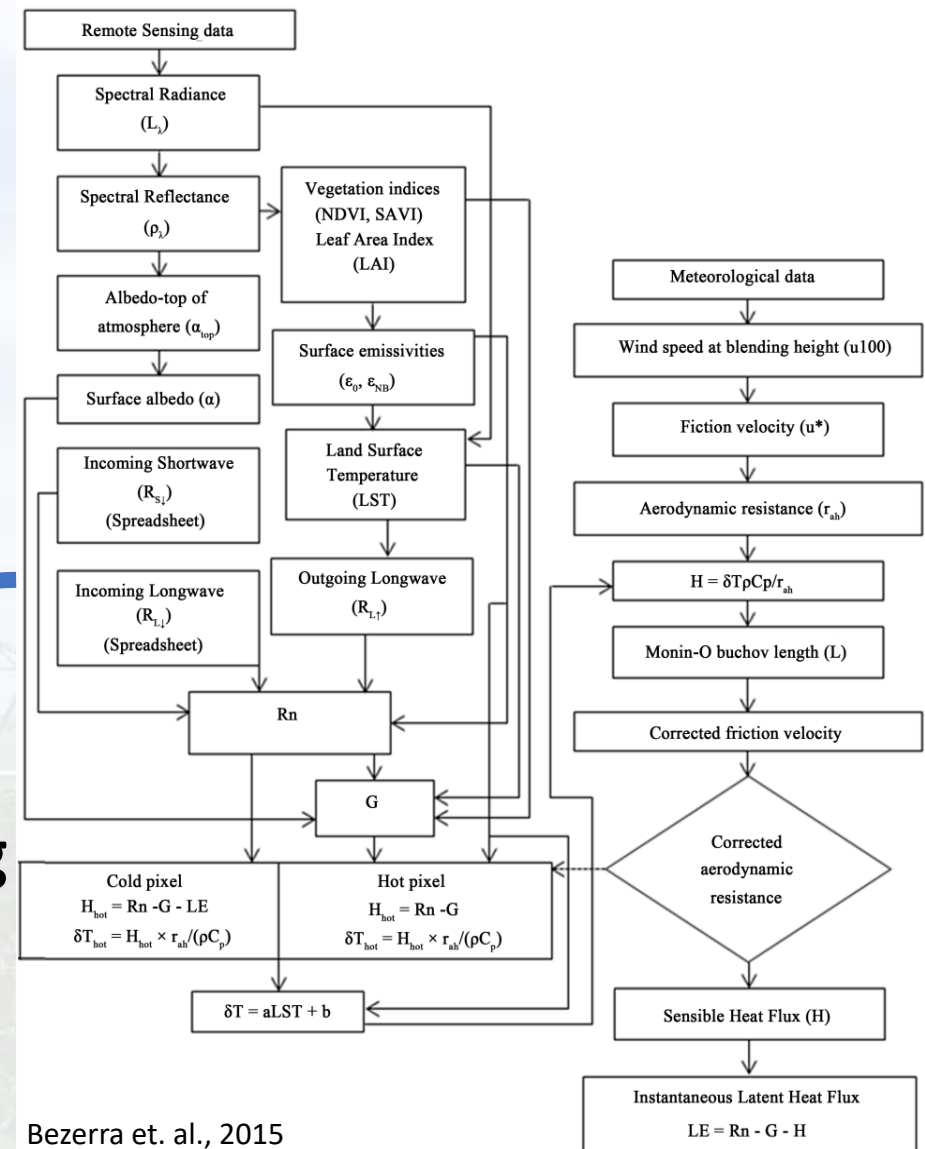 Remote Sensing data
Spectral Radiance
(Lλ)
Spectral Reflectance
(ρλ)
Albedo-top of
atmosphere (αtop)
Surface albedo (α)
Incoming Shortwave
(RS↓)
(Spreadsheet)
Incoming Longwave
(RL↓)
(Spreadsheet)
Vegetation indices
(NDVI, SAVI)
Leaf Area Index
(LAI)
Surface emissivities
(ε0, εNB)
Land Surface
Temperature
(LST)
Outgoing Longwave
(RL↑)
Rn
G
g
Cold pixel
Hhot = Rn -G - LE
δThot = Hhot × rah/(ρCp)
Hot pixel
Hhot = Rn -G
δThot = Hhot × rah/(ρCp)
δT = aLST + b
Meteorological data
Wind speed at blending height (u100)
Fiction velocity (u*)
Aerodynamic resistance (rah)
H = δTρCp/rah
Monin-O buchov length (L)
Corrected friction velocity
Corrected
aerodynamic
resistance
Sensible Heat Flux (H)
Instantaneous Latent Heat Flux
LE = Rn - G - H
Bezerra et. al., 2015